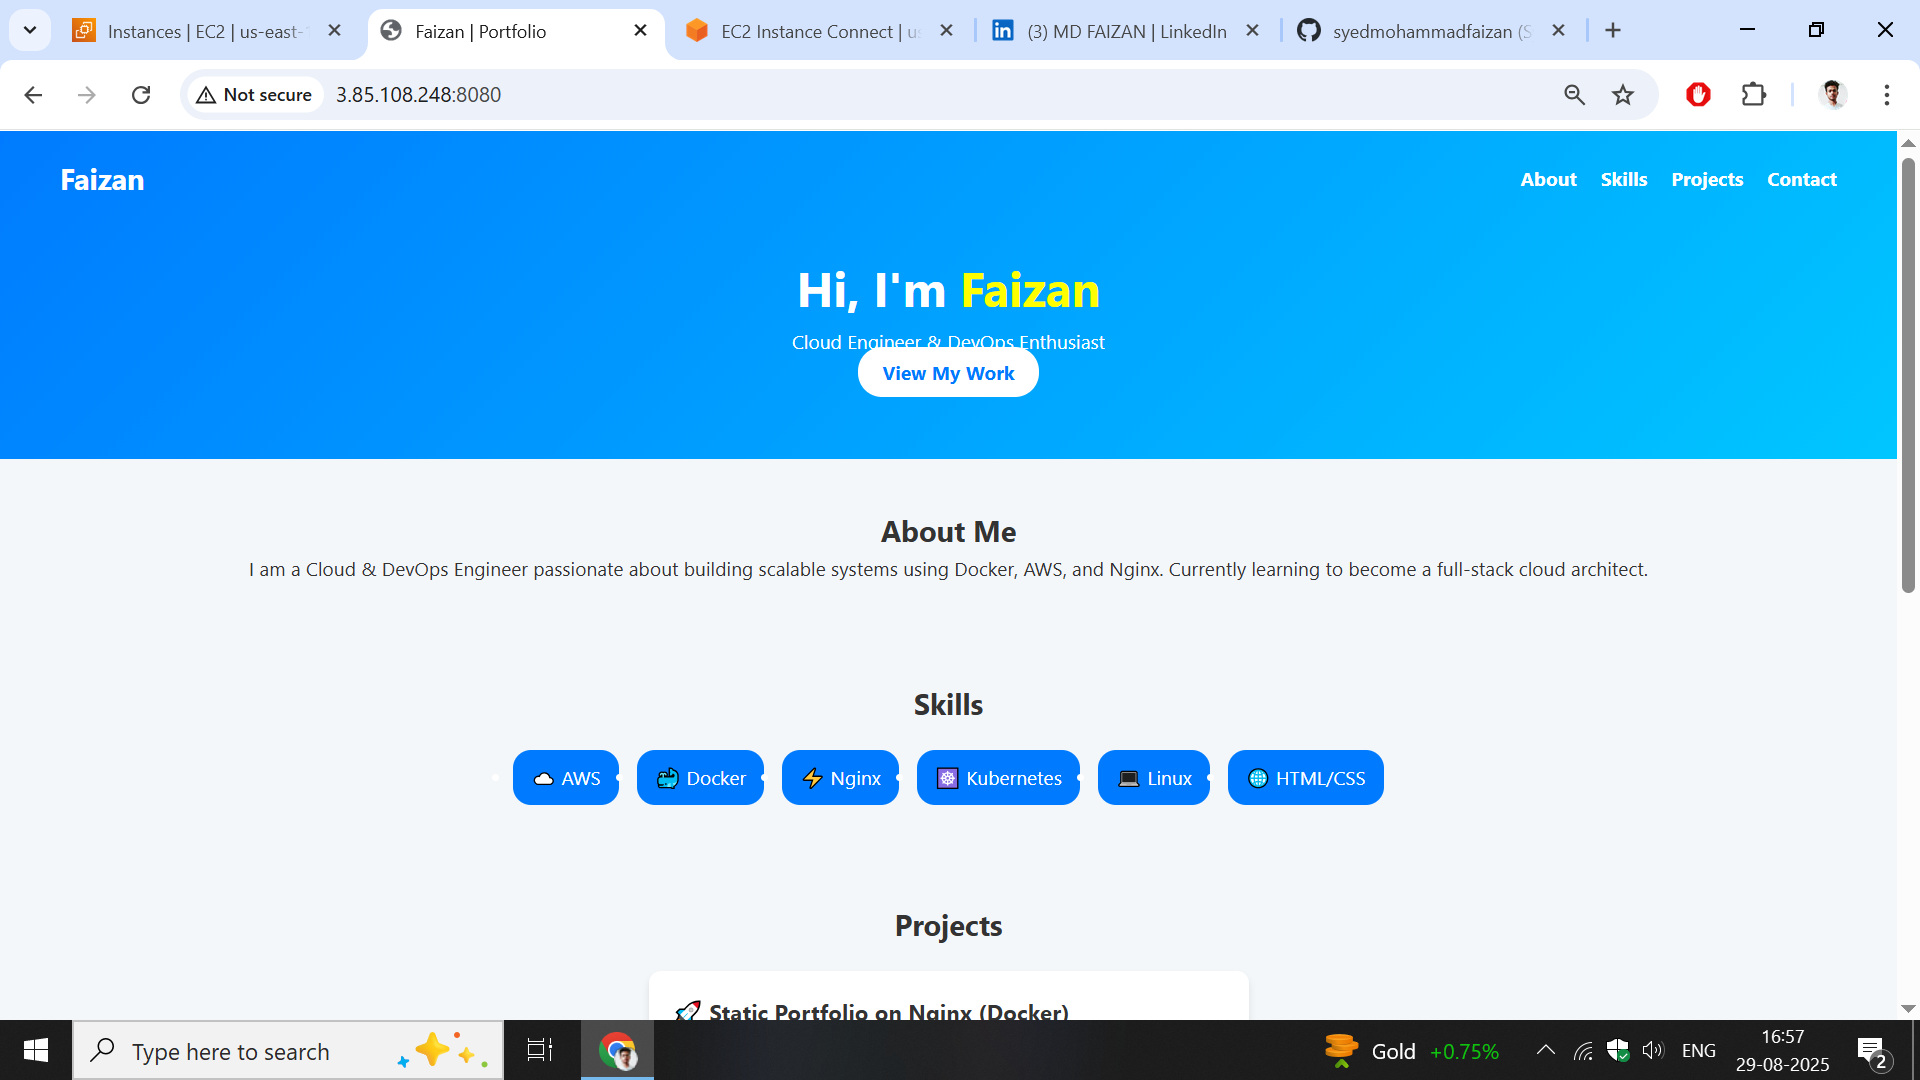 Instances | EC2 | us-east-1
Faizan | Portfolio
EC2 Instance Connect | us
(3) MD FAIZAN | LinkedIn
syedmohammadfaizan (S
Not secure
3.85.108.248:8080
Faizan
About
Skills
Projects
Contact
Hi, I'm Faizan
Cloud Engineer & DevOps Enthusiast
View My Work
About Me
I am a Cloud & DevOps Engineer passionate about building scalable systems using Docker, AWS, and Nginx. Currently learning to become a full-stack cloud architect.
Skills
AWS
Docker
Nginx
Kubernetes
Linux
HTML/CSS
Projects
Static Portfolio on Nginx (Docker)
Type here to search
Gold +0.75%
ENG
16:57
29-08-2025
2